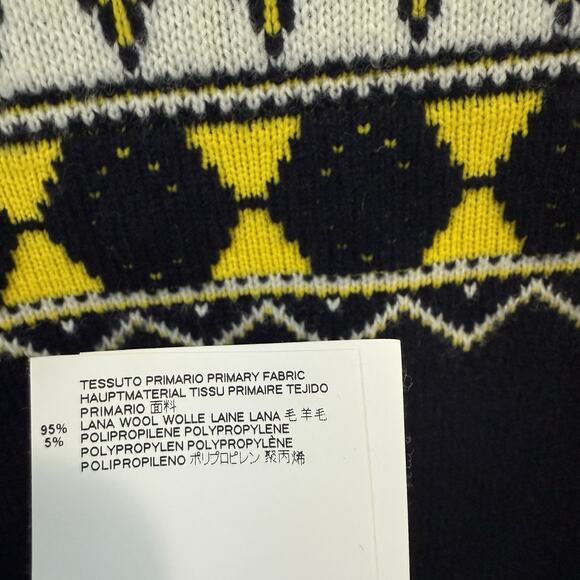 TESSUTO PRIMARIO PRIMARY FABRIC
HAUPTMATERIAL TISSU PRIMAIRE TEJIDO
PRIMARIO 面料
95% LANA WOOL WOLLE LAINE LANA 毛 羊毛
5% POLIPROPILENE POLYPROPYLENE
POLYPROPYLEN POLYPROPYLÈNE
POLIPROPILENO ポリプロピレン 聚丙烯